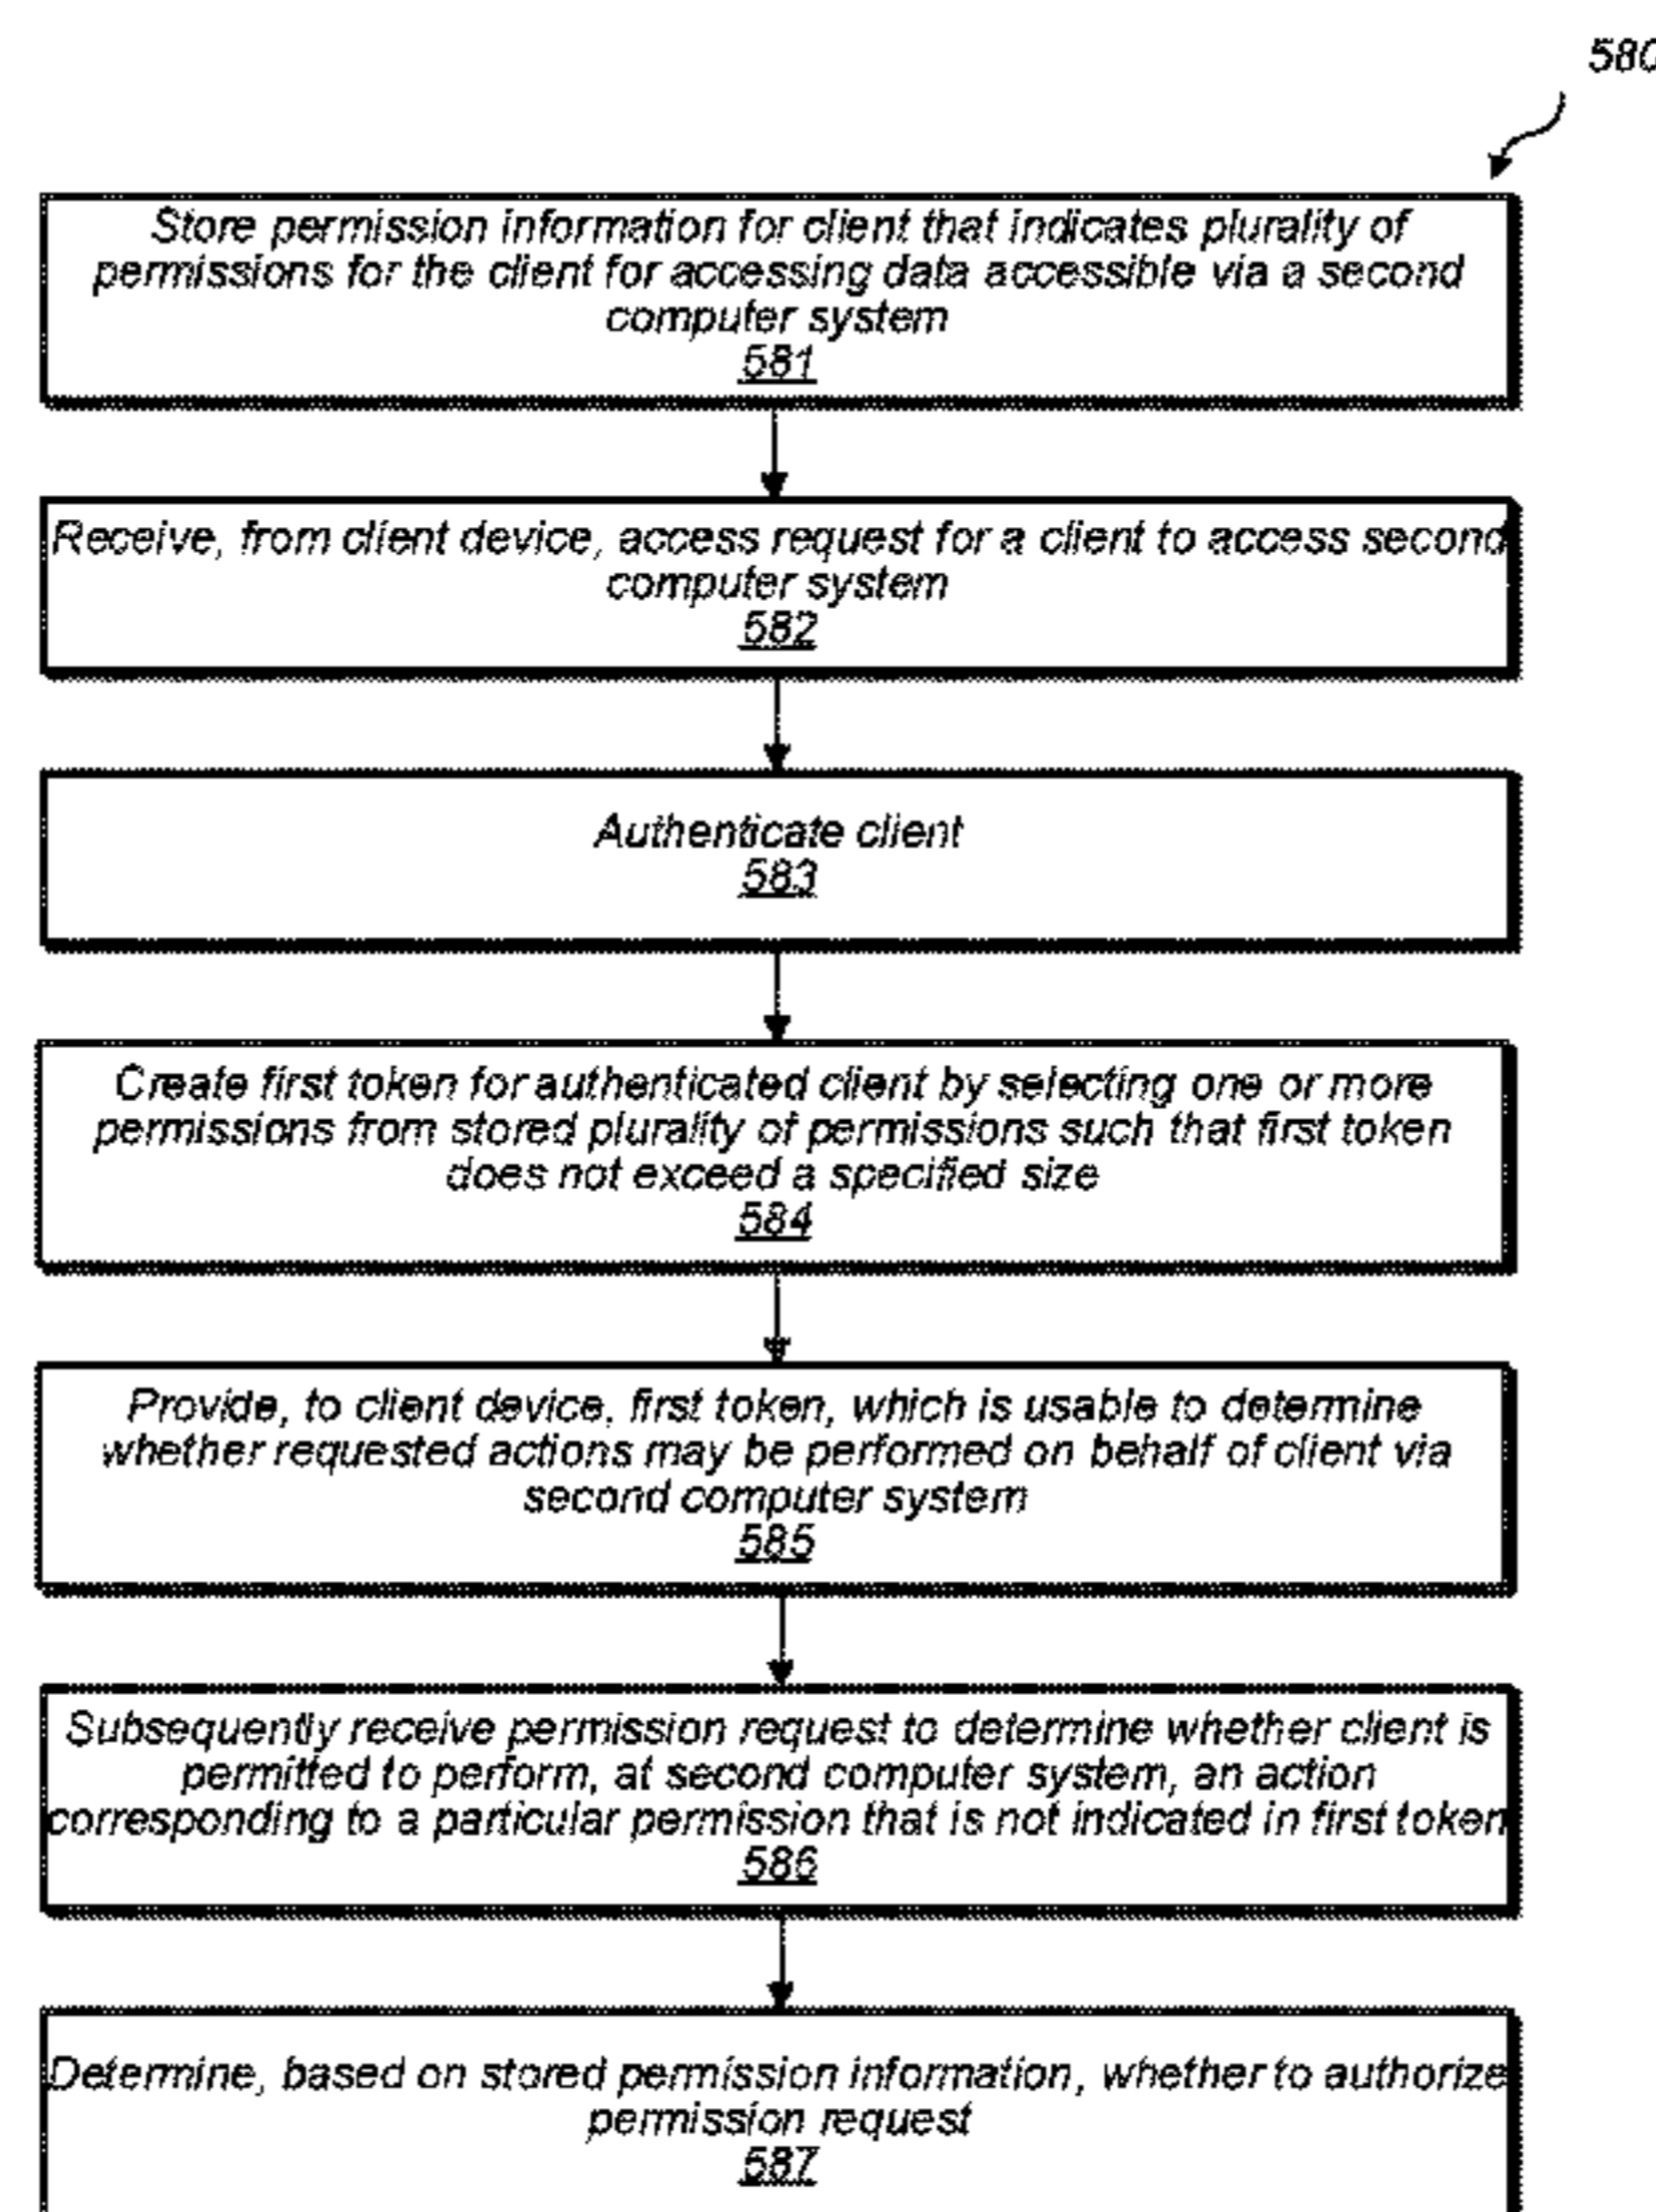 580
Store permission information for client that indicates plurality of
permissions for the client for accessing data accessible via a second
computer system
581
Receive, from client device, access request for a client to access second
computer system
582
Authenticate client
583
Create first token for authenticated client by selecting one or more
permissions from stored plurality of permissions such that first token
does not exceed a specified size
584
Provide, to client device, first token, which is usable to determine
whether requested actions may be performed on behalf of client via
second computer system
585
Subsequently receive permission request to determine whether client is
permitted to perform, at second computer system, an action
corresponding to a particular permission that is not indicated in first token
586
Determine, based on stored permission information, whether to authorize
permission request
587